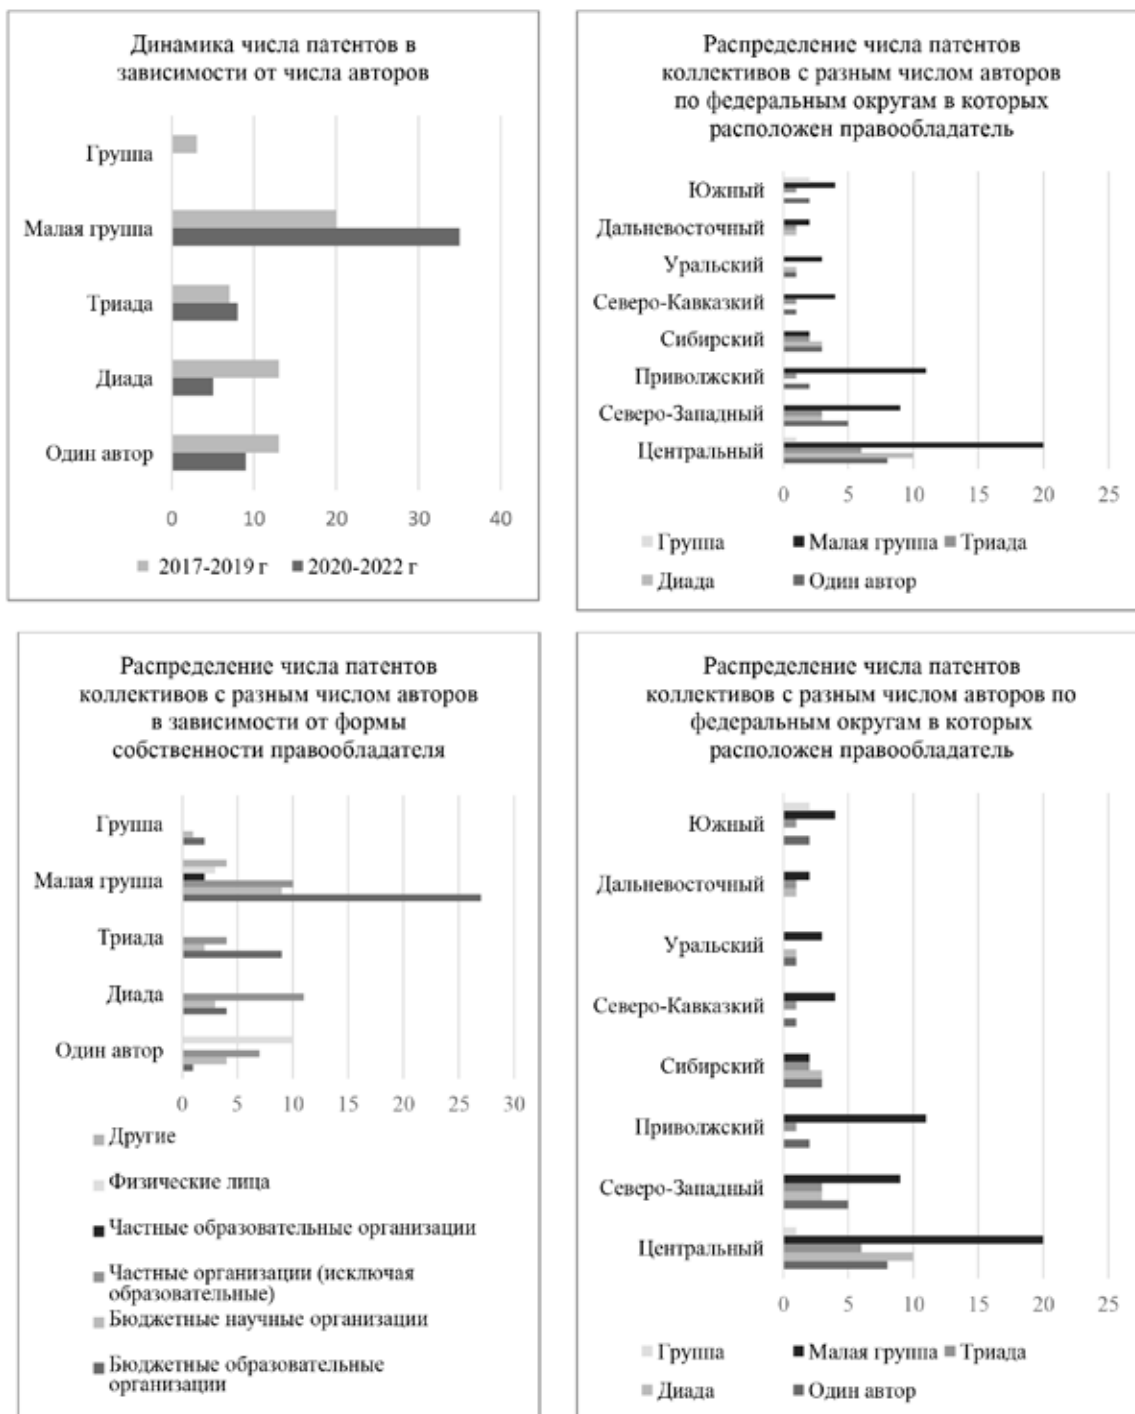 Динамика числа патентов в
зависимости от числа авторов
Группа
Малая группа
Триада
Диада
Один автор
0 10 20 30 40
2017-2019 г 2020-2022 г
Распределение числа патентов
коллективов с разным числом авторов
по федеральным округам в которых
расположен правообладатель
Южный
Дальневосточный
Уральский
Северо-Кавказкий
Сибирский
Приволжский
Северо-Западный
Центральный
0 5 10 15 20 25
Группа Малая группа Триада
Диада Один автор
Распределение числа патентов
коллективов с разным числом авторов
в зависимости от формы
собственности правообладателя
Группа
Малая группа
Триада
Диада
Один автор
0 5 10 15 20 25 30
Другие
Физические лица
Частные образовательные организации
Частные организации (исключая
образовательные)
Бюджетные научные организации
Бюджетные образовательные
организации
Распределение числа патентов
коллективов с разным числом авторов по
федеральным округам в которых
расположен правообладатель
Южный
Дальневосточный
Уральский
Северо-Кавказкий
Сибирский
Приволжский
Северо-Западный
Центральный
0 5 10 15 20 25
Группа Малая группа Триада
Диада Один автор